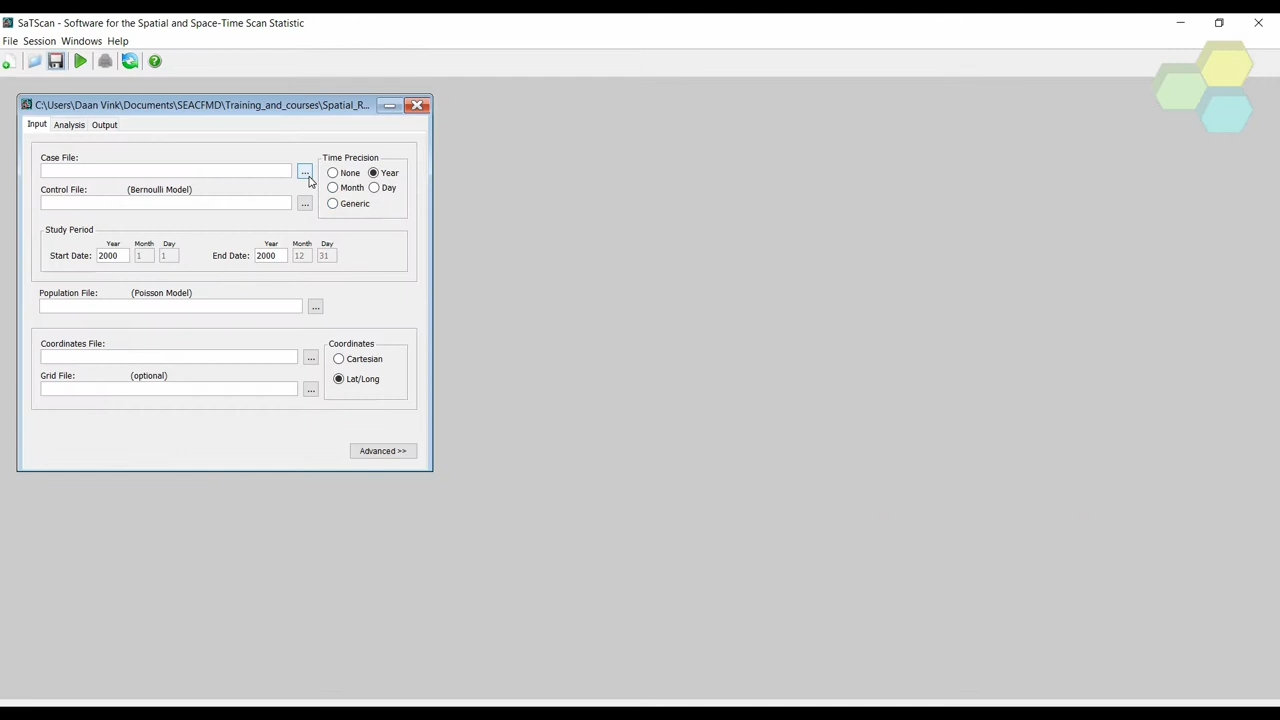 SaTScan - Software for the Spatial and Space-Time Scan Statistic
File Session Windows Help
C:\Users\Daan Vink\Documents\SEACFMD\Training_and_courses\Spatial_R...
Input Analysis Output
Case File:
...
Time Precision
None Year
Month Day
Generic
Control File: (Bernoulli Model)
...
Study Period
Year Month Day Year Month Day
Start Date: 2000 1 1 End Date: 2000 12 31
Population File: (Poisson Model)
...
Coordinates File:
...
Coordinates
Cartesian
Lat/Long
Grid File: (optional)
...
Advanced >>